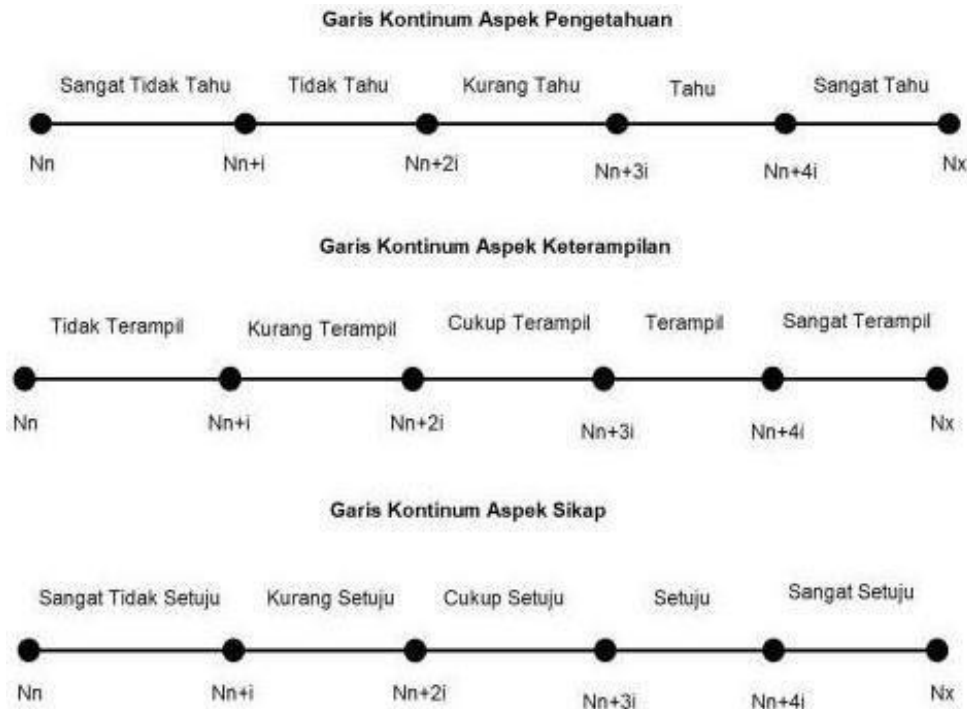 Garis Kontinum Aspek Pengetahuan
Sangat Tidak Tahu Tidak Tahu Kurang Tahu Tahu Sangat Tahu
Nn Nn+i Nn+2i Nn+3i Nn+4i Nx
Garis Kontinum Aspek Keterampilan
Tidak Terampil Kurang Terampil Cukup Terampil Terampil Sangat Terampil
Nn Nn+i Nn+2i Nn+3i Nn+4i Nx
Garis Kontinum Aspek Sikap
Sangat Tidak Setuju Kurang Setuju Cukup Setuju Setuju Sangat Setuju
Nn Nn+i Nn+2i Nn+3i Nn+4i Nx